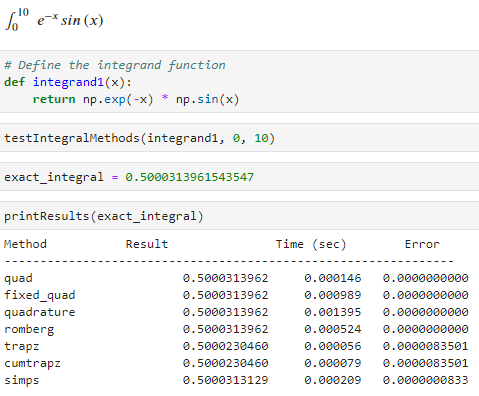 ∫₀¹⁰ e⁻ˣ sin (x)
# Define the integrand function
def integrand1(x):
    return np.exp(-x) * np.sin(x)
testIntegralMethods(integrand1, 0, 10)
exact_integral = 0.5000313961543547
printResults(exact_integral)
Method Result Time (sec) Error
----------------------------------------------------------------
quad 0.5000313962 0.000146 0.0000000000
fixed_quad 0.5000313962 0.000989 0.0000000000
quadrature 0.5000313962 0.001395 0.0000000000
romberg 0.5000313962 0.000524 0.0000000000
trapz 0.5000230460 0.000056 0.0000083501
cumtrapz 0.5000230460 0.000079 0.0000083501
simps 0.5000313129 0.000209 0.0000000833